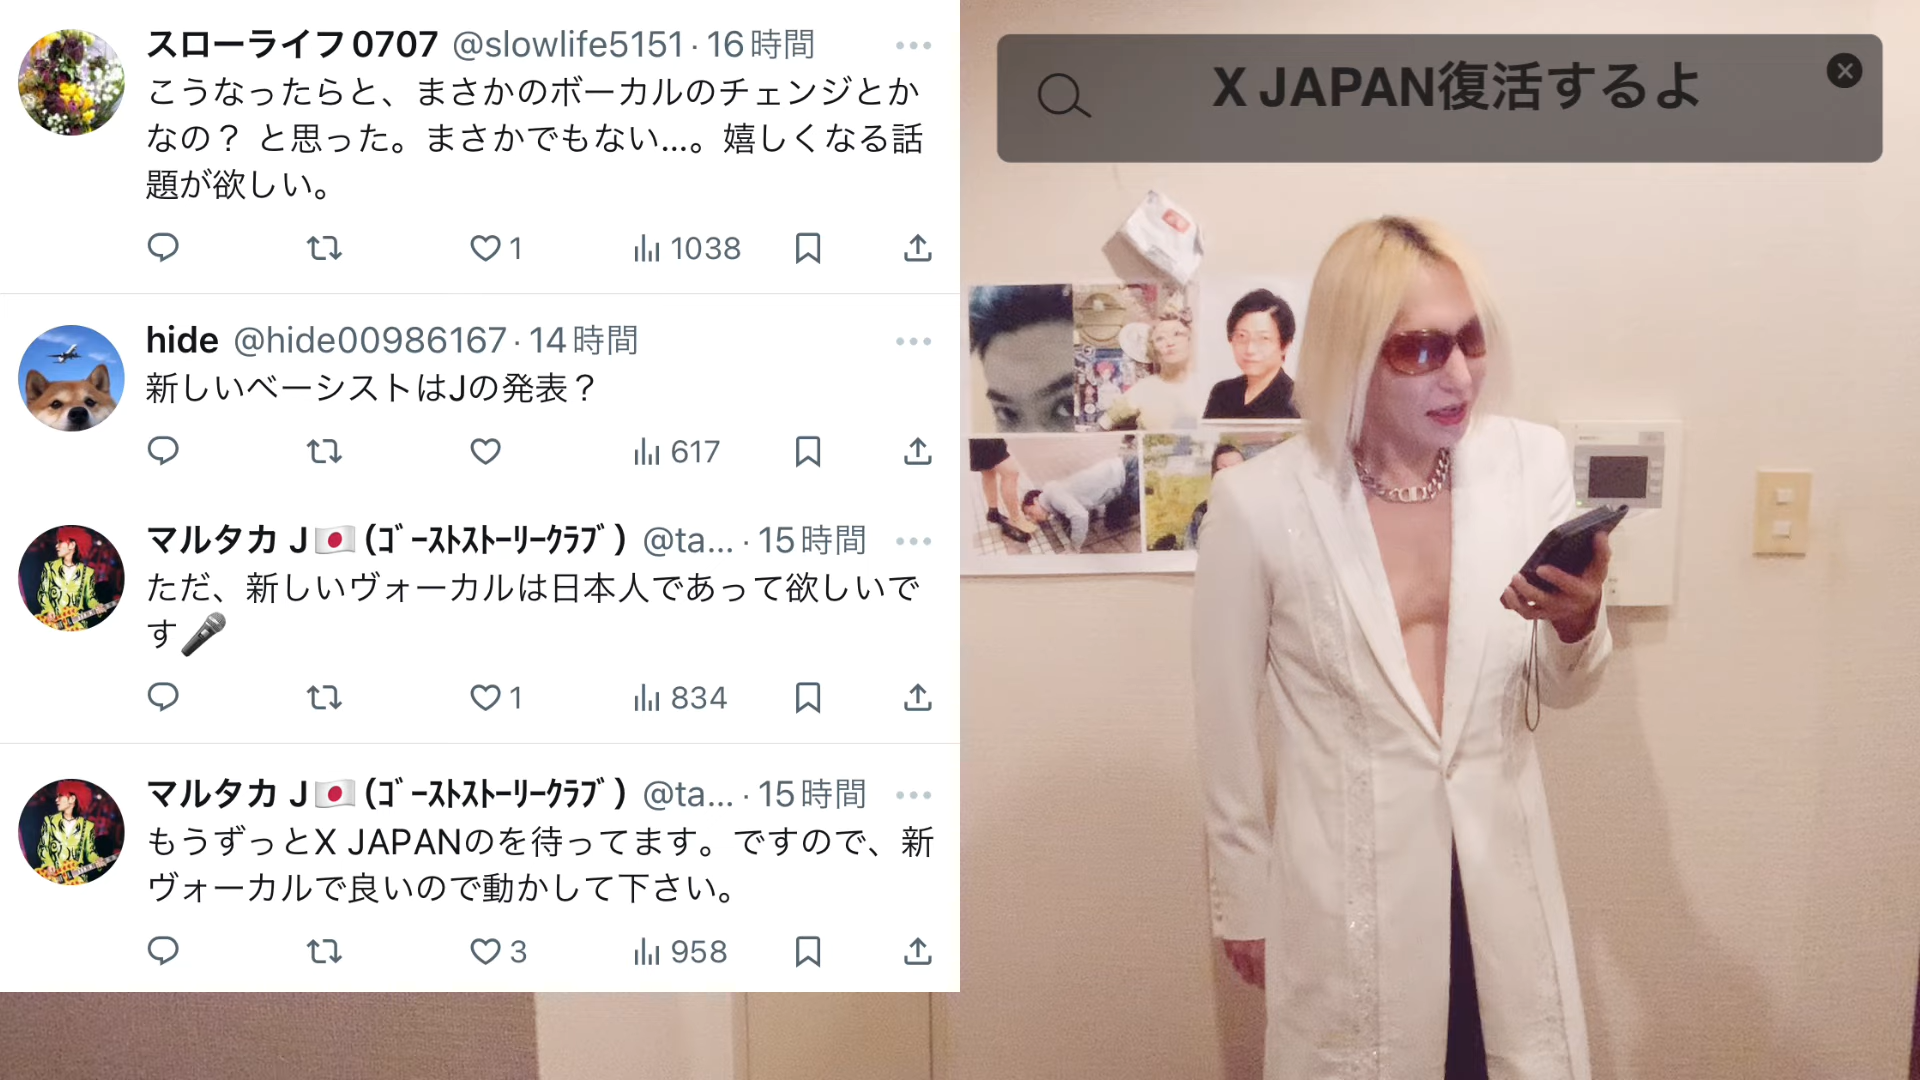 スローライフ0707 @slowlife5151·16時間
こうなったらと、まさかのボーカルのチェンジとか
なの？ と思った。まさかでもない...。嬉しくなる話
題が欲しい。
1 1038
hide @hide00986167·14時間
新しいベーシストはJの発表？
617
マルタカ J🇯🇵(ｺﾞｰｽﾄｽﾄｰﾘｰｸﾗﾌﾞ) @ta...·15時間
ただ、新しいヴォーカルは日本人であって欲しいで
す🎤
1 834
マルタカ J🇯🇵(ｺﾞｰｽﾄｽﾄｰﾘｰｸﾗﾌﾞ) @ta...·15時間
もうずっとX JAPANのを待ってます。ですので、新
ヴォーカルで良いので動かして下さい。
3 958
X JAPAN復活するよ